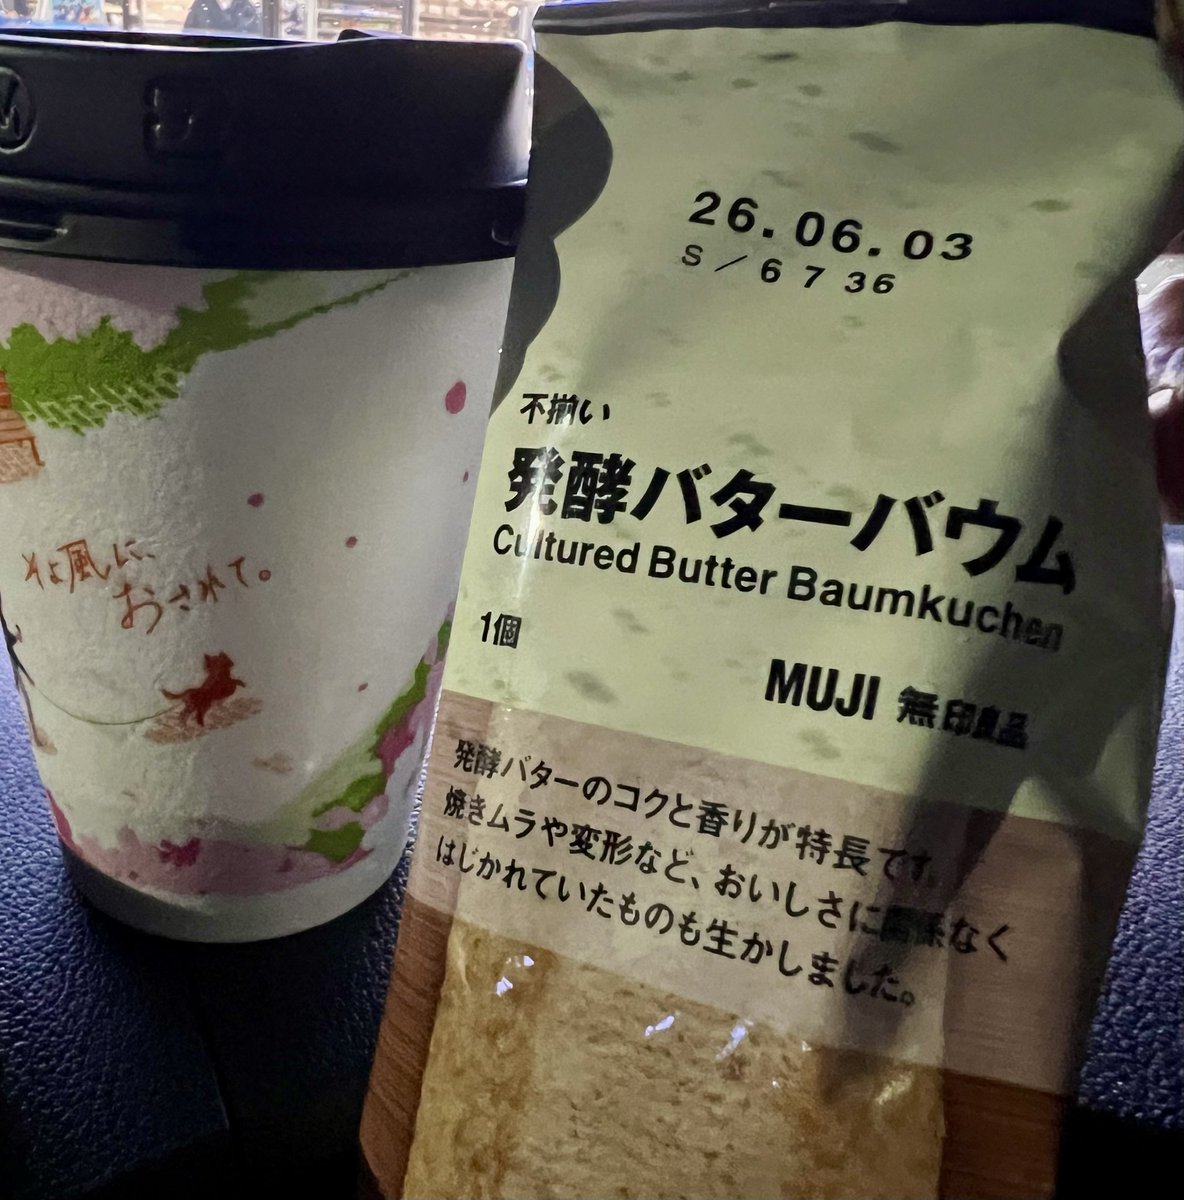 そよ風に、
おされて。
26.06.03
S／6736
不揃い
発酵バターバウム
Cultured Butter Baumkuchen
1個
MUJI 無印良品
発酵バターのコクと香りが特長です。
焼きムラや変形など、おいしさに関係なく
はじかれていたものも生かしました。